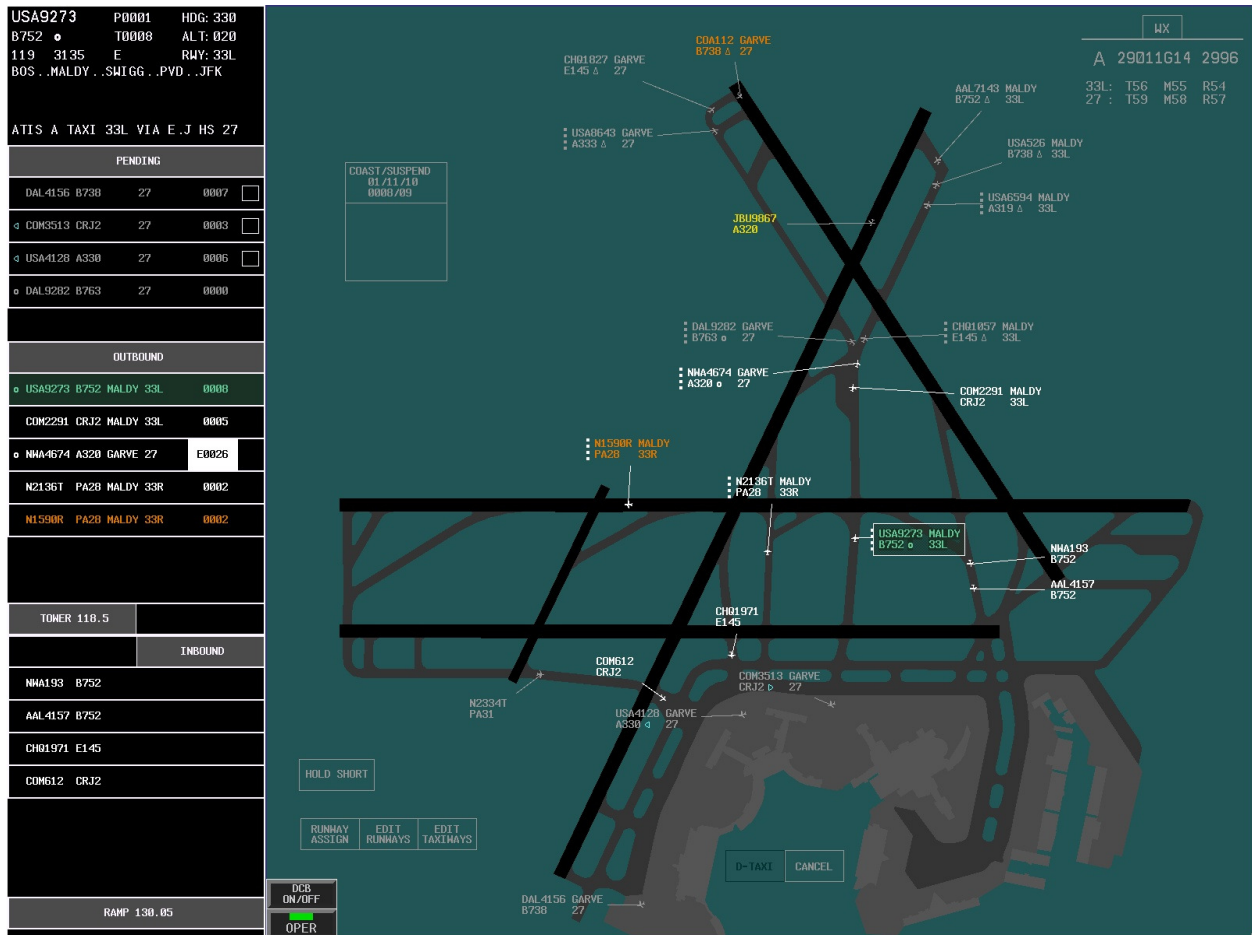 USA9273 P0001 HDG: 330
B752 o T0008 ALT: 020
119 3135 E RWY: 33L
BOS..MALDY..SWIGG..PVD..JFK
ATIS A TAXI 33L VIA E.J HS 27
PENDING
DAL4156 B738 27 0007
COM3513 CRJ2 27 0003
USA4128 A330 27 0006
DAL9282 B763 27 0000
OUTBOUND
USA9273 B752 MALDY 33L 0008
COM2291 CRJ2 MALDY 33L 0005
NWA4674 A320 GARVE 27 E0026
N2136T PA28 MALDY 33R 0002
N1590R PA28 MALDY 33R 0002
TOWER 118.5
INBOUND
NWA193 B752
AAL4157 B752
CHQ1971 E145
COM612 CRJ2
RAMP 130.05
WX
A 29011G14 2996
33L: T56 M55 R54
27 : T59 M58 R57
COA112 GARVE
B738 Δ 27
CHQ1827 GARVE
E145 Δ 27
AAL7143 MALDY
B752 Δ 33L
USA8643 GARVE
A333 Δ 27
USA526 MALDY
B738 Δ 33L
COAST/SUSPEND
01/11/10
0008/09
USA6594 MALDY
A319 Δ 33L
JBU9867
A320
DAL9282 GARVE
B763 o 27
CHQ1057 MALDY
E145 Δ 33L
NWA4674 GARVE
A320 o 27
COM2291 MALDY
CRJ2 33L
N1590R MALDY
PA28 33R
N2136T MALDY
PA28 33R
USA9273 MALDY
B752 o 33L
NWA193
B752
AAL4157
B752
CHQ1971
E145
COM612
CRJ2
COM3513 GARVE
CRJ2 27
N2334T
PA31
USA4128 GARVE
A330 27
HOLD SHORT
RUNWAY ASSIGN
EDIT RUNWAYS
EDIT TAXIWAYS
D-TAXI
CANCEL
DCB
ON/OFF
OPER
DAL4156 GARVE
B738 27